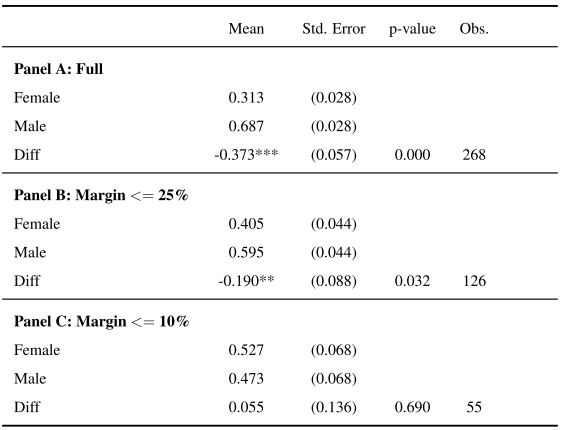 Mean Std. Error p-value Obs.
Panel A: Full
Female 0.313 (0.028)
Male 0.687 (0.028)
Diff -0.373*** (0.057) 0.000 268
Panel B: Margin <= 25%
Female 0.405 (0.044)
Male 0.595 (0.044)
Diff -0.190** (0.088) 0.032 126
Panel C: Margin <= 10%
Female 0.527 (0.068)
Male 0.473 (0.068)
Diff 0.055 (0.136) 0.690 55